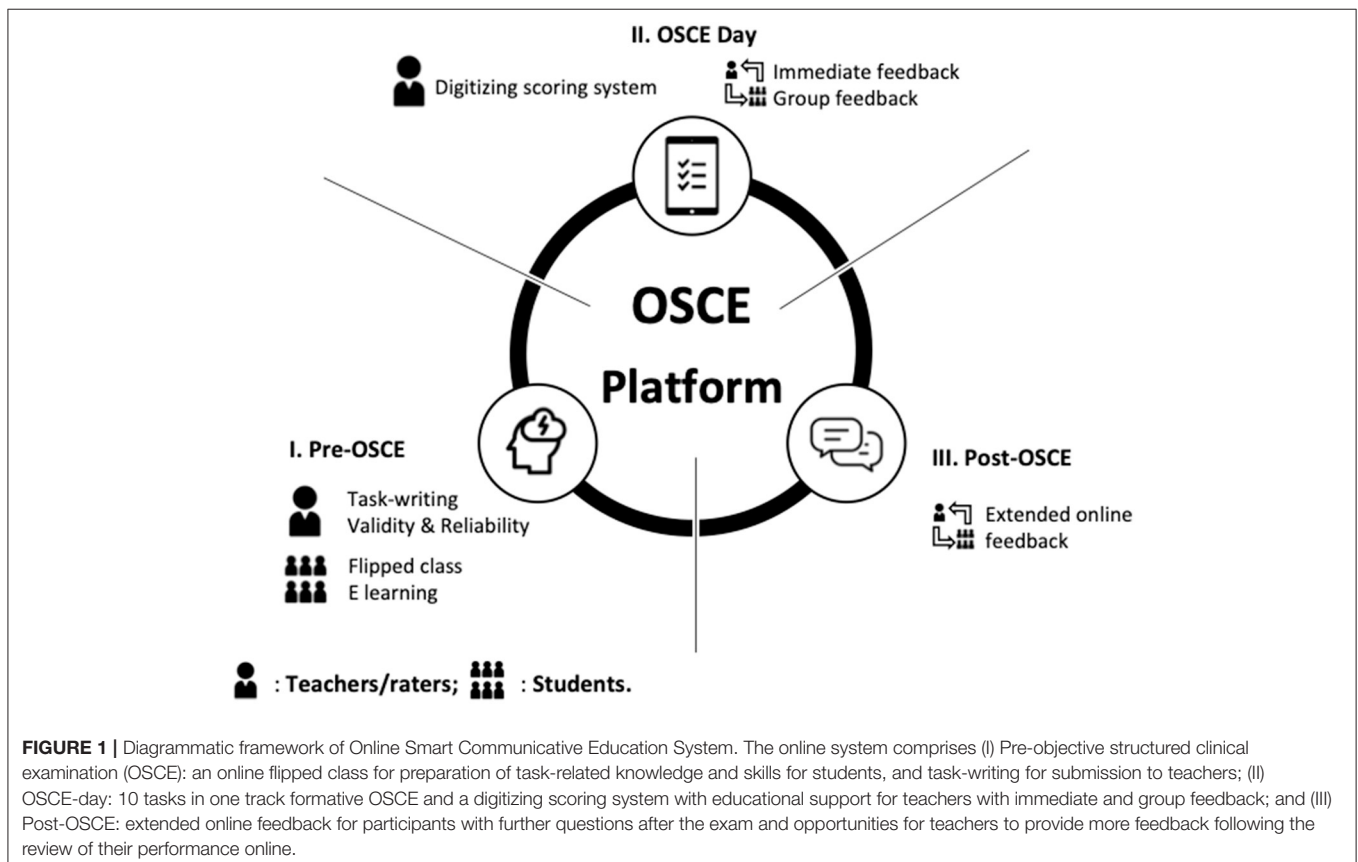 II. OSCE Day
Digitizing scoring system
Immediate feedback
Group feedback
OSCE
Platform
I. Pre-OSCE
Task-writing
Validity & Reliability
Flipped class
E learning
III. Post-OSCE
Extended online
feedback
: Teachers/raters; : Students.
FIGURE 1 | Diagrammatic framework of Online Smart Communicative Education System. The online system comprises (I) Pre-objective structured clinical
examination (OSCE): an online flipped class for preparation of task-related knowledge and skills for students, and task-writing for submission to teachers; (II)
OSCE-day: 10 tasks in one track formative OSCE and a digitizing scoring system with educational support for teachers with immediate and group feedback; and (III)
Post-OSCE: extended online feedback for participants with further questions after the exam and opportunities for teachers to provide more feedback following the
review of their performance online.